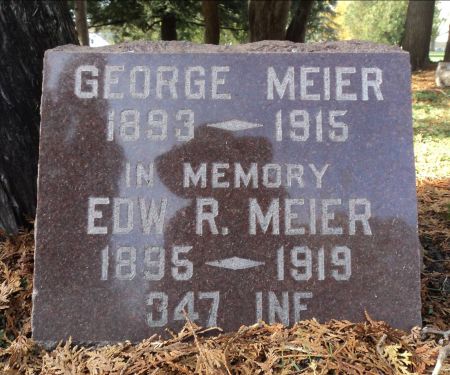 GEORGE MEIER
1893 1915
IN MEMORY
EDW R. MEIER
1895 1919
347 INF